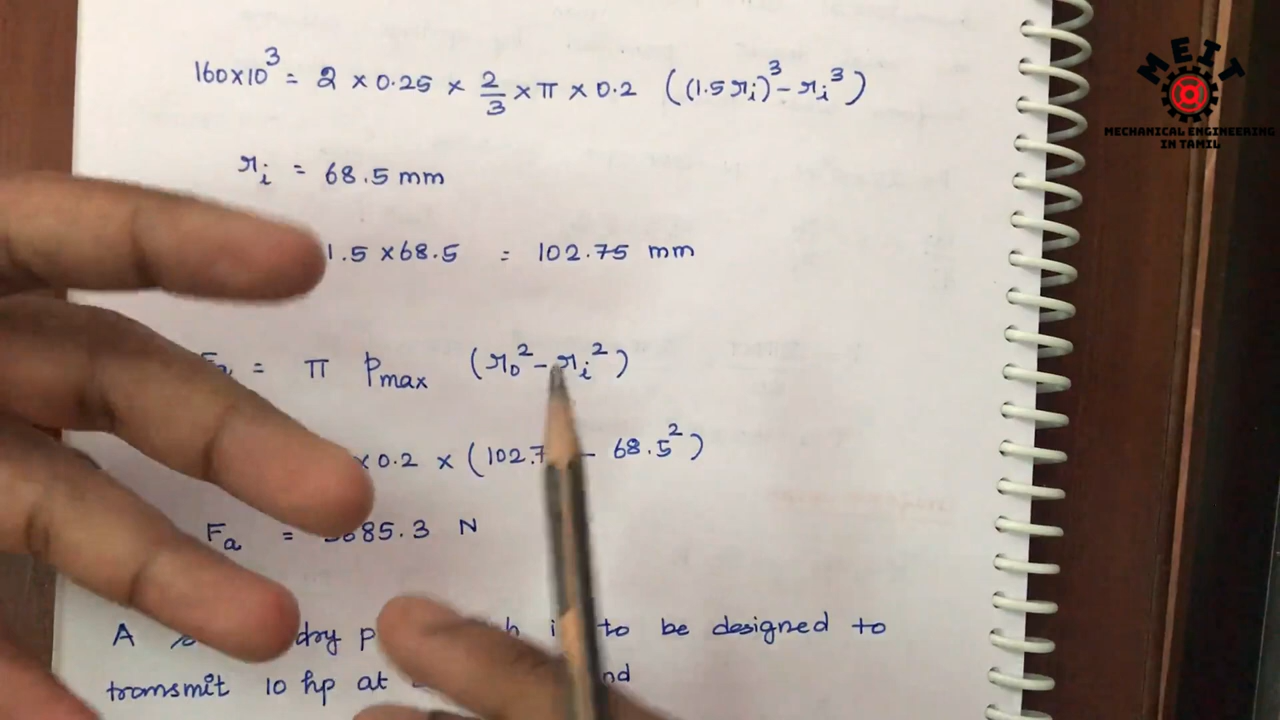 160×10³ = 2 × 0.25 × 2/3 × π × 0.2 ((1.5 rᵢ)³ - rᵢ³)
rᵢ = 68.5 mm
1.5 × 68.5 = 102.75 mm
= π Pmax (r₀² - rᵢ²)
× 0.2 × (102.7 - 68.5²)
Fa = 685.3 N
A dry to be designed to
transmit 10 hp at
MEIT
MECHANICAL ENGINEERING
IN TAMIL